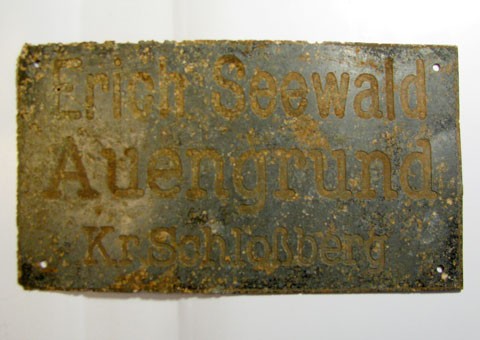 Erich Seewald
Auengrund
Kr. Schloßberg